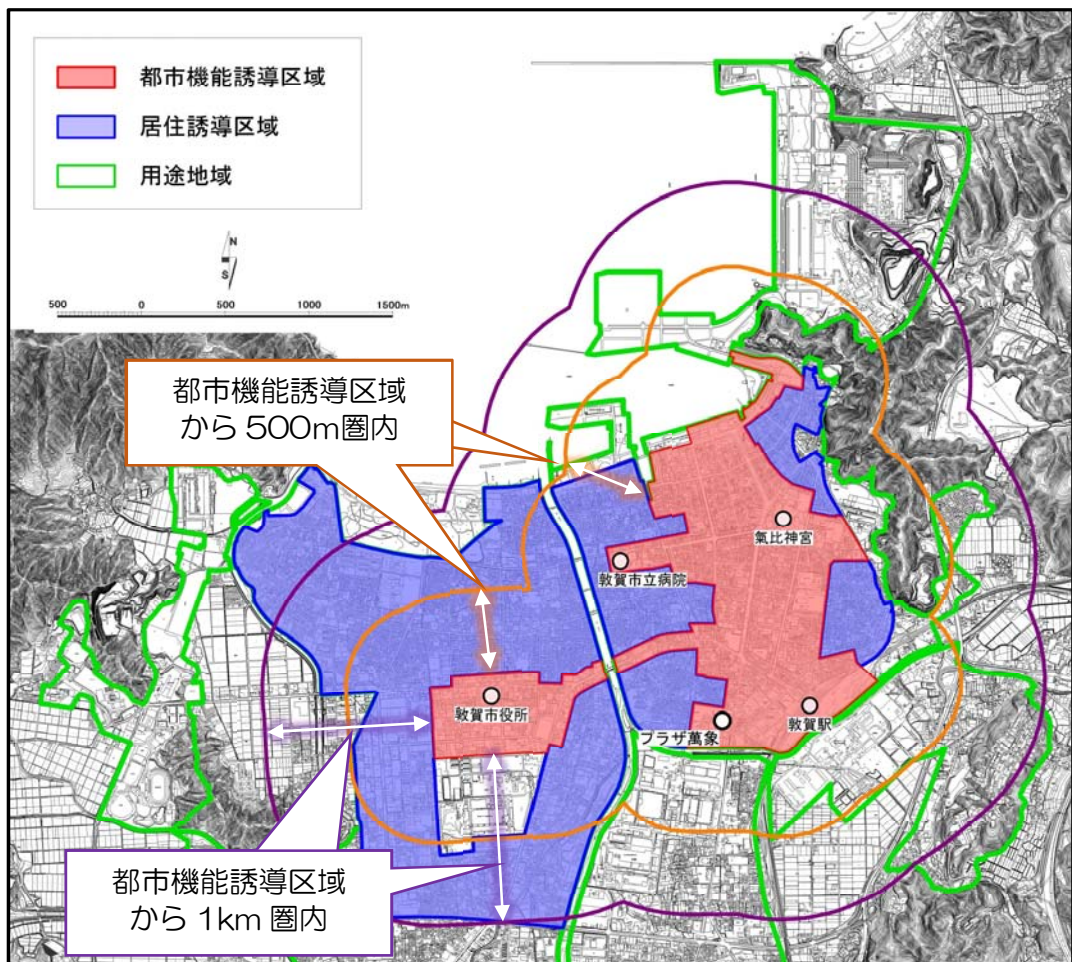 都市機能誘導区域
居住誘導区域
用途地域
N
S
500 0 500 1000 1500m
都市機能誘導区域
から 500m圏内
氣比神宮
敦賀市立病院
敦賀市役所
敦賀駅
プラザ萬象
都市機能誘導区域
から 1km 圏内